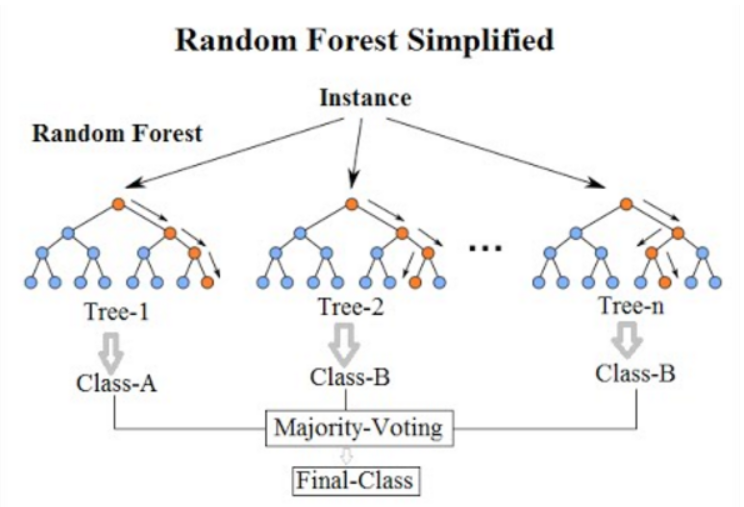 Random Forest Simplified
Instance
Random Forest
...
Tree-1
Tree-2
Tree-n
Class-A
Class-B
Class-B
Majority-Voting
Final-Class